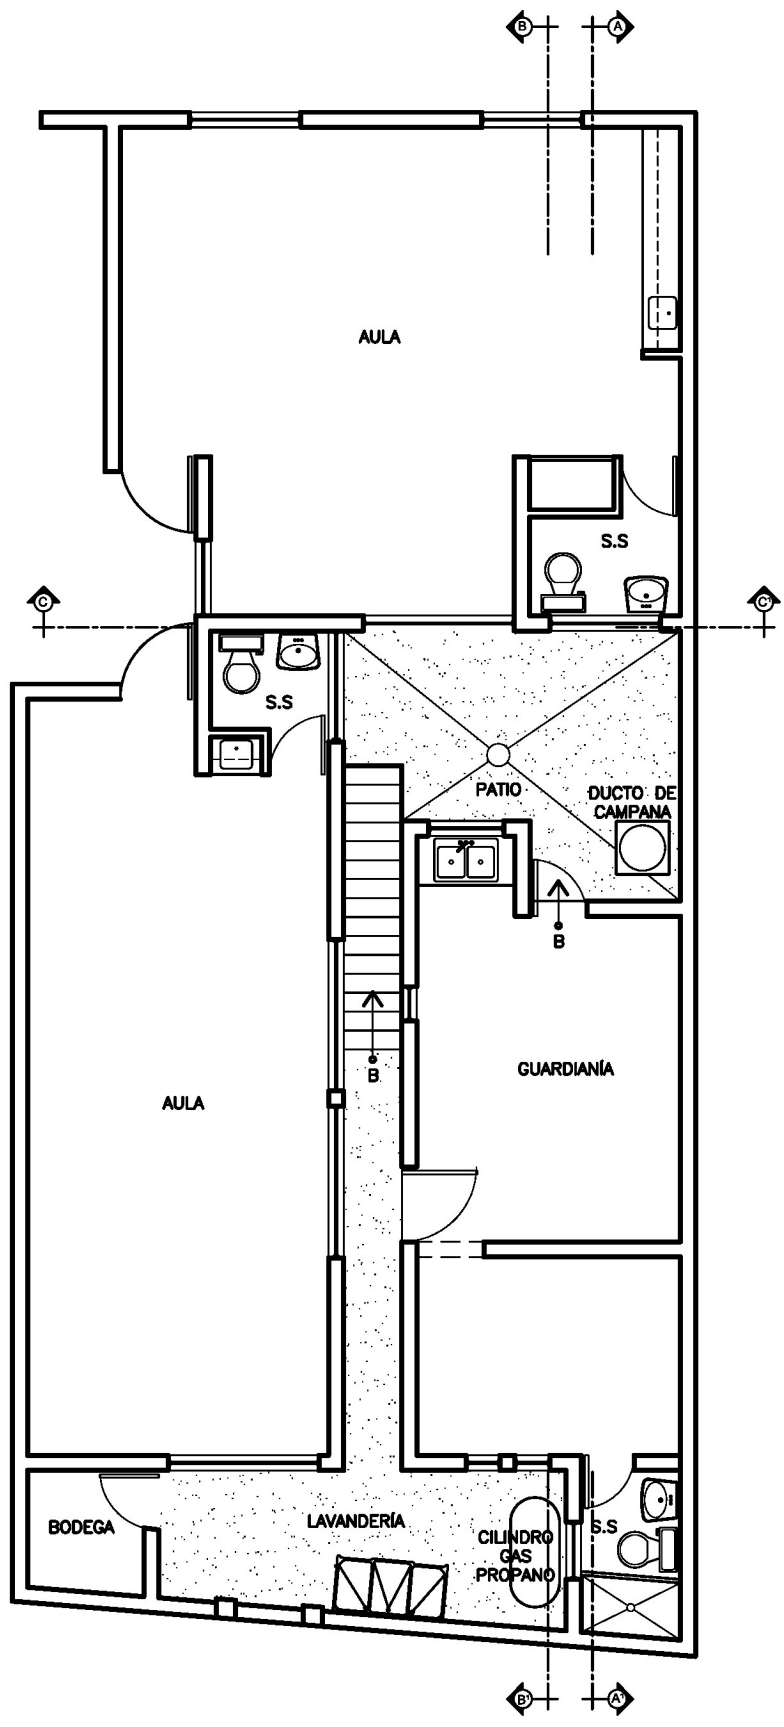 B
A
AULA
S.S
C
C'
S.S
PATIO
DUCTO DE
CAMPANA
B
GUARDIANÍA
B
AULA
BODEGA
LAVANDERÍA
CILINDRO
GAS
PROPANO
S.S
B'
A'